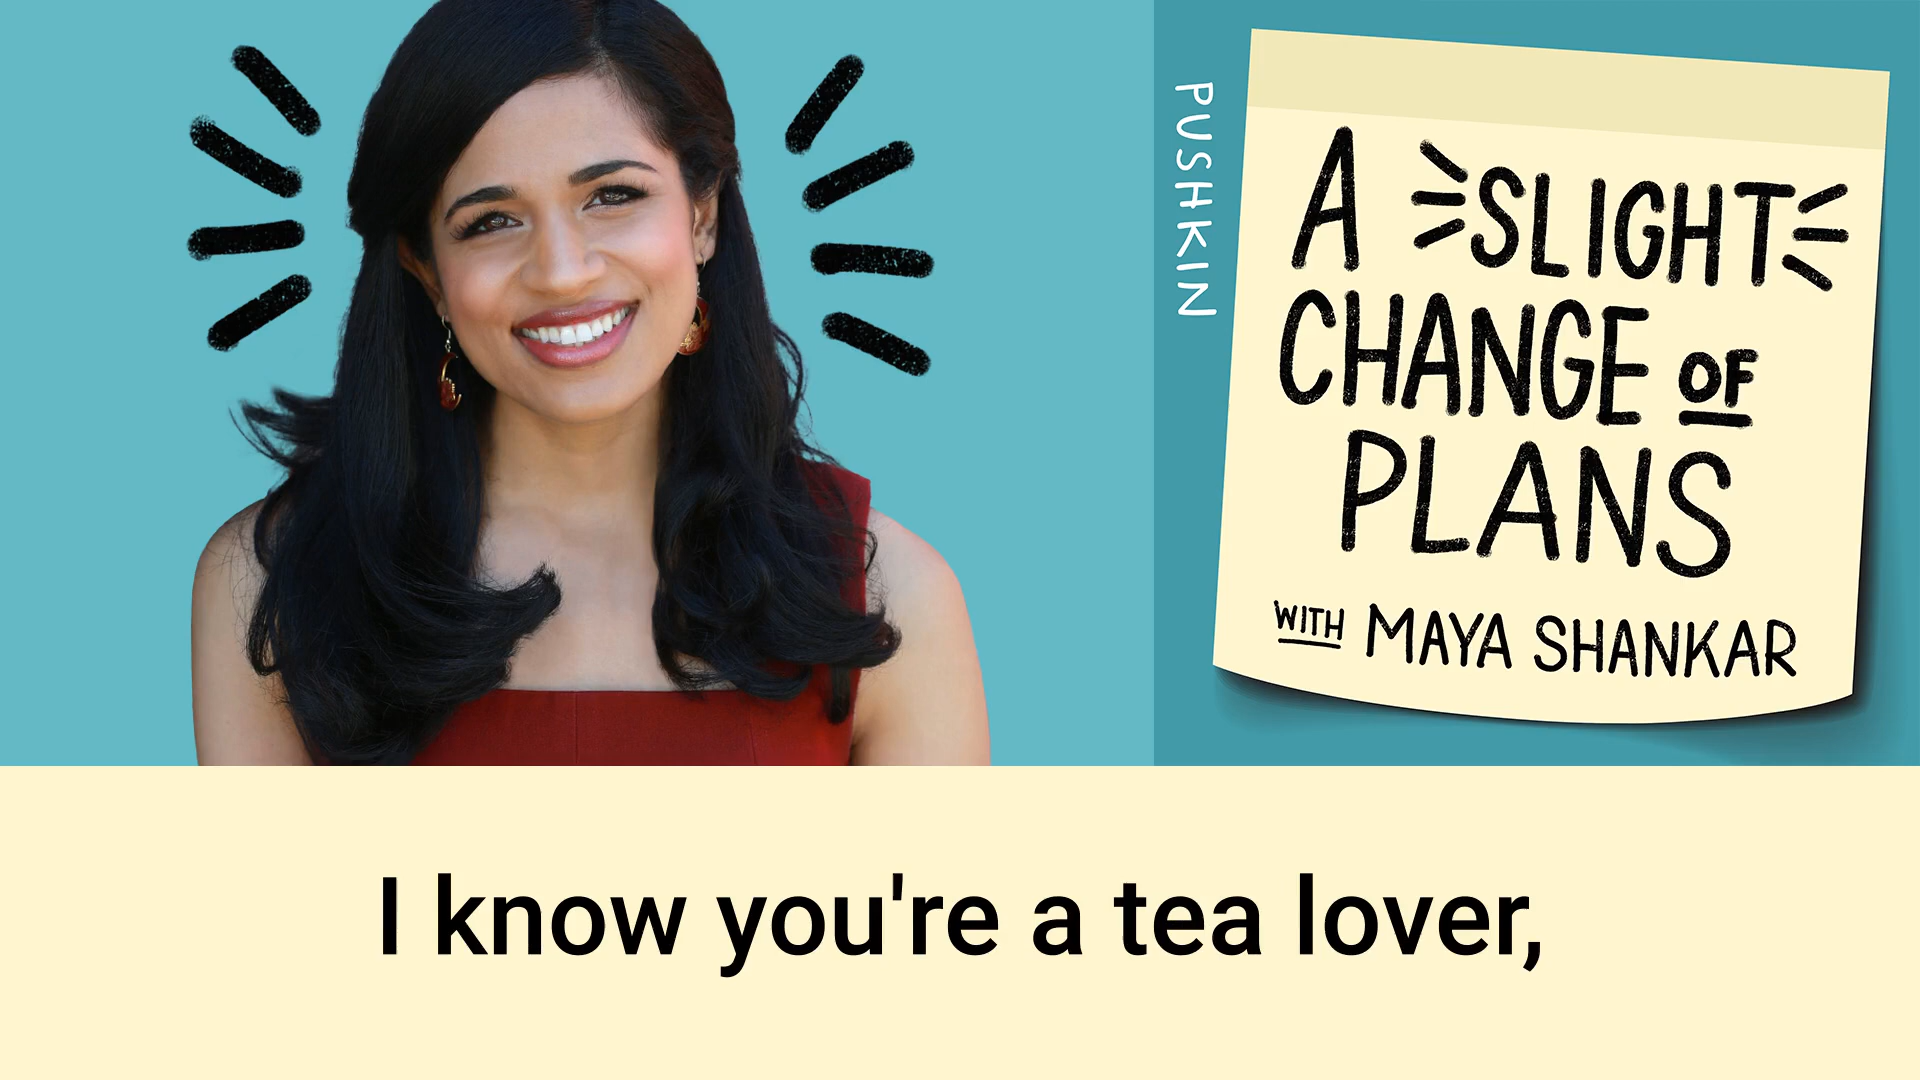 PUSHKIN
A SLIGHT
CHANGE OF
PLANS
WITH MAYA SHANKAR
I know you're a tea lover,